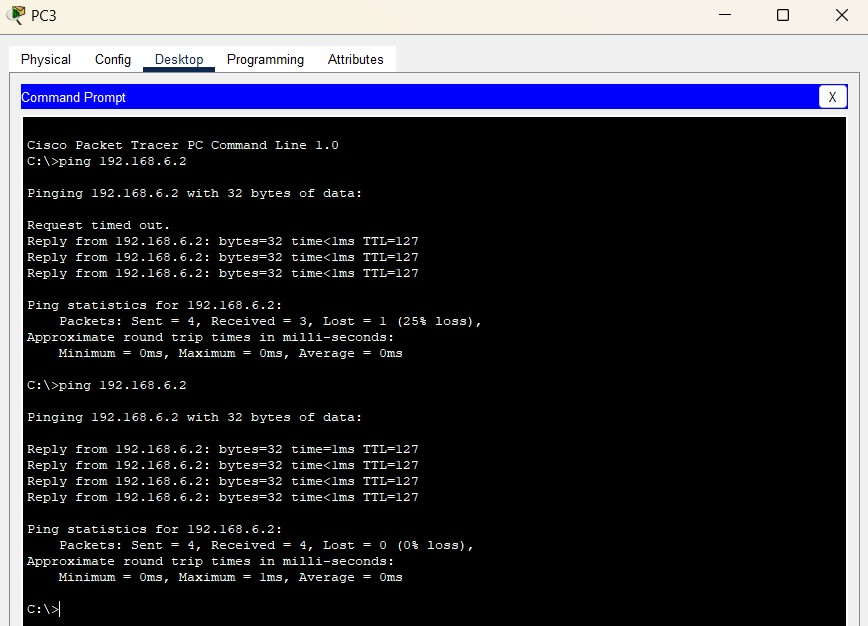 PC3
Physical Config Desktop Programming Attributes
Command Prompt
X
Cisco Packet Tracer PC Command Line 1.0
C:\>ping 192.168.6.2
Pinging 192.168.6.2 with 32 bytes of data:
Request timed out.
Reply from 192.168.6.2: bytes=32 time<1ms TTL=127
Reply from 192.168.6.2: bytes=32 time<1ms TTL=127
Reply from 192.168.6.2: bytes=32 time<1ms TTL=127
Ping statistics for 192.168.6.2:
    Packets: Sent = 4, Received = 3, Lost = 1 (25% loss),
Approximate round trip times in milli-seconds:
    Minimum = 0ms, Maximum = 0ms, Average = 0ms
C:\>ping 192.168.6.2
Pinging 192.168.6.2 with 32 bytes of data:
Reply from 192.168.6.2: bytes=32 time=1ms TTL=127
Reply from 192.168.6.2: bytes=32 time<1ms TTL=127
Reply from 192.168.6.2: bytes=32 time<1ms TTL=127
Reply from 192.168.6.2: bytes=32 time<1ms TTL=127
Ping statistics for 192.168.6.2:
    Packets: Sent = 4, Received = 4, Lost = 0 (0% loss),
Approximate round trip times in milli-seconds:
    Minimum = 0ms, Maximum = 1ms, Average = 0ms
C:\>